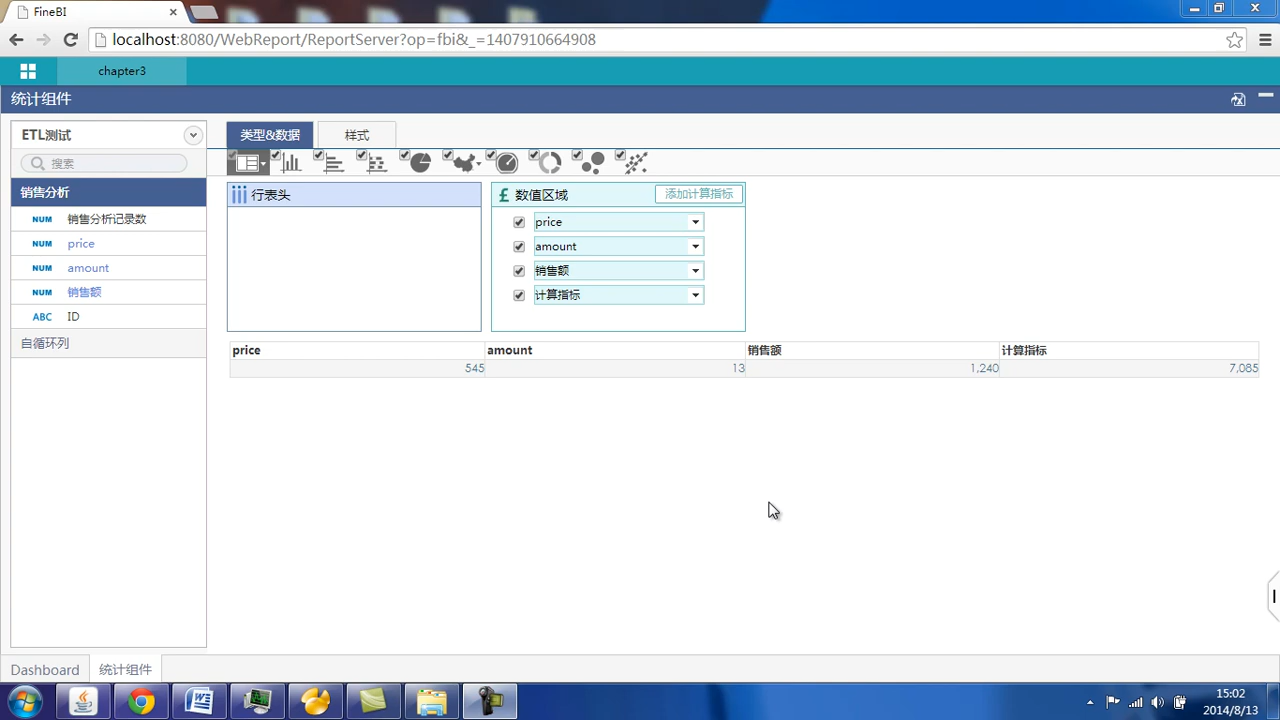 FineBI
localhost:8080/WebReport/ReportServer?op=fbi&_=1407910664908
chapter3
统计组件
ETL测试
搜索
销售分析
NUM 销售分析记录数
NUM price
NUM amount
NUM 销售额
ABC ID
自循环列
类型&数据 样式
行表头
数值区域 添加计算指标
price
amount
销售额
计算指标
price amount 销售额 计算指标
545 13 1,240 7,085
Dashboard 统计组件
15:02
2014/8/13